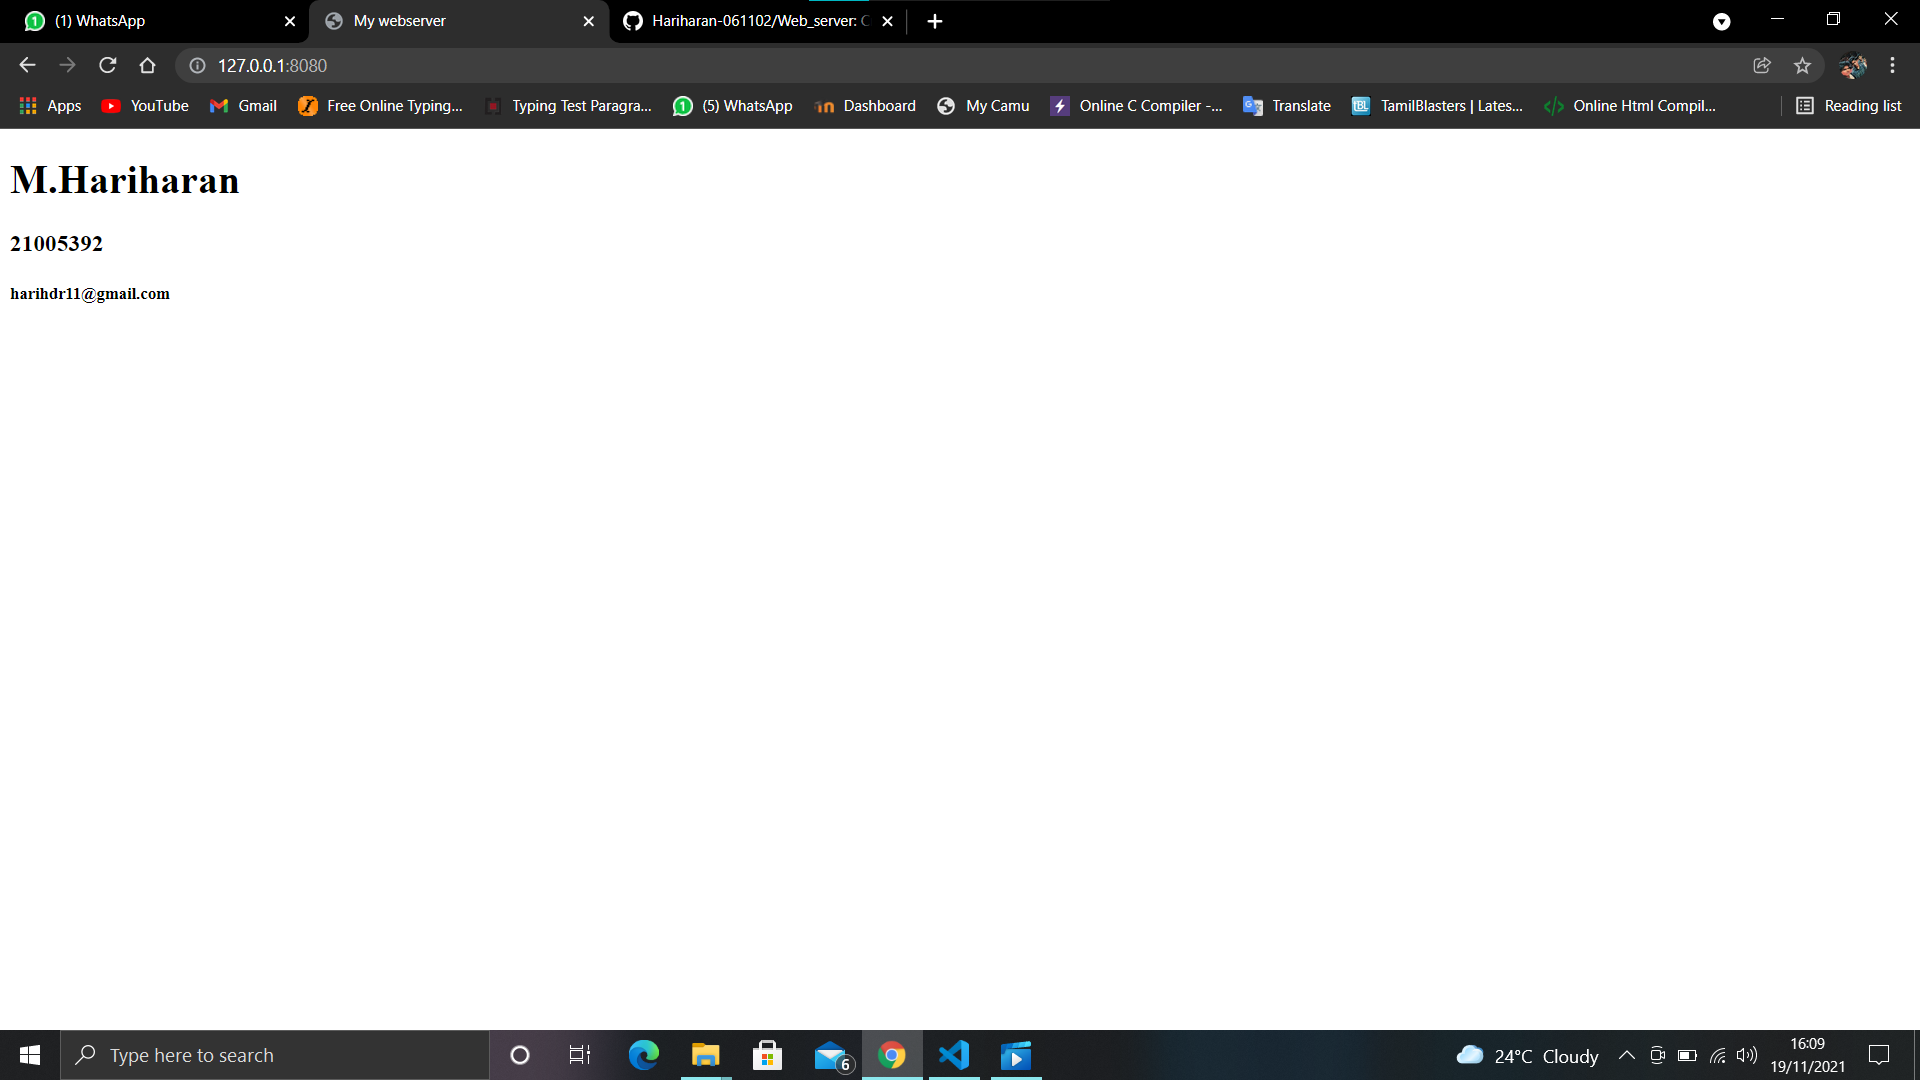 (1) WhatsApp
My webserver
Hariharan-061102/Web_server: C
127.0.0.1:8080
Apps
YouTube
Gmail
Free Online Typing...
Typing Test Paragra...
(5) WhatsApp
Dashboard
My Camu
Online C Compiler -...
Translate
TamilBlasters | Lates...
Online Html Compil...
Reading list
M.Hariharan
21005392
harihdr11@gmail.com
Type here to search
6
24°C Cloudy
16:09
19/11/2021